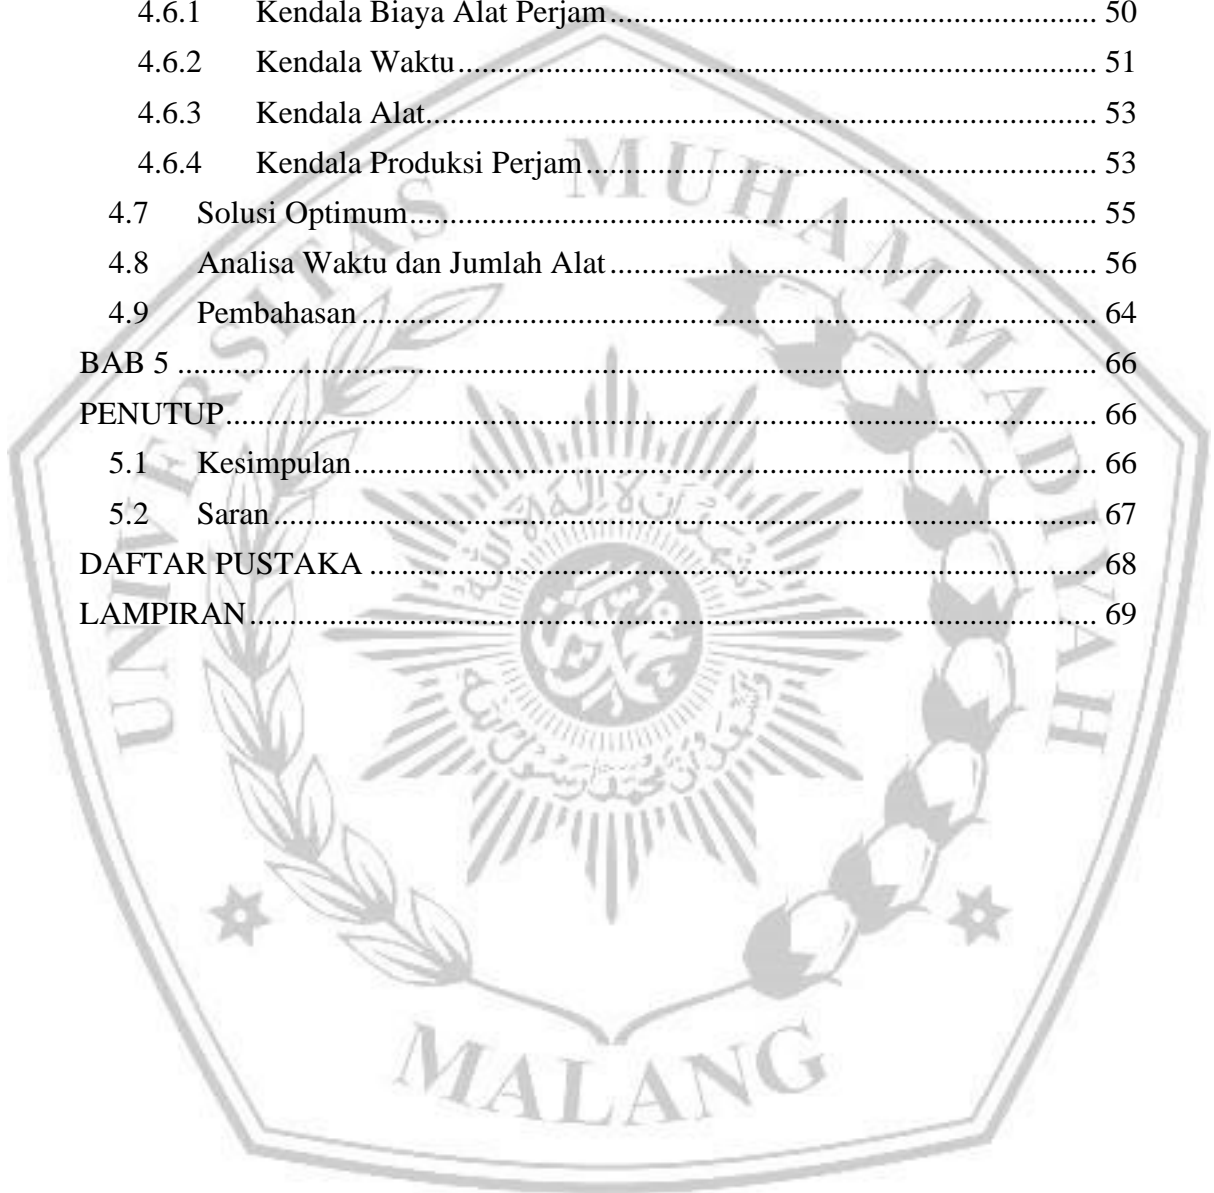 4.6.1 Kendala Biaya Alat Perjam.......................................................... 50
4.6.2 Kendala Waktu............................................................................ 51
4.6.3 Kendala Alat................................................................................ 53
4.6.4 Kendala Produksi Perjam............................................................. 53
4.7 Solusi Optimum.................................................................................. 55
4.8 Analisa Waktu dan Jumlah Alat.......................................................... 56
4.9 Pembahasan........................................................................................ 64
BAB 5 ............................................................................................................. 66
PENUTUP....................................................................................................... 66
5.1 Kesimpulan......................................................................................... 66
5.2 Saran................................................................................................... 67
DAFTAR PUSTAKA ...................................................................................... 68
LAMPIRAN.................................................................................................... 69
UNIVERSITAS MUHAMMADIYAH
MALANG